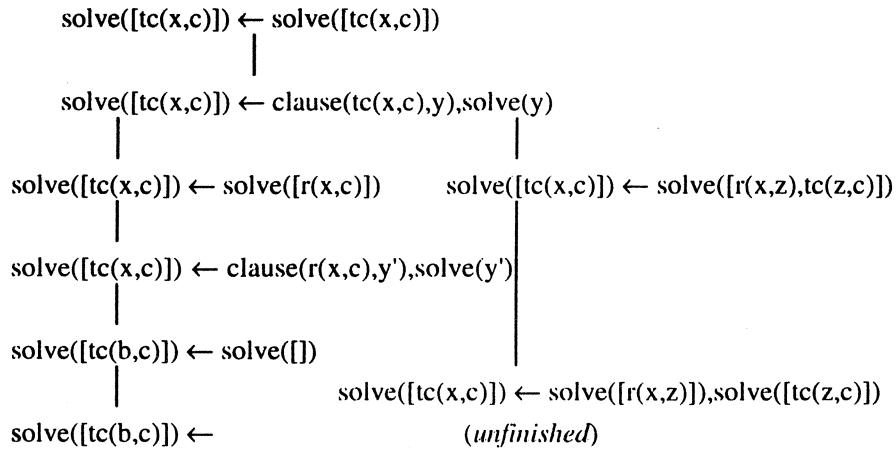 solve([tc(x,c)]) ← solve([tc(x,c)])
solve([tc(x,c)]) ← clause(tc(x,c),y),solve(y)
solve([tc(x,c)]) ← solve([r(x,c)])
solve([tc(x,c)]) ← solve([r(x,z),tc(z,c)])
solve([tc(x,c)]) ← clause(r(x,c),y'),solve(y')
solve([tc(b,c)]) ← solve([])
solve([tc(x,c)]) ← solve([r(x,z)]),solve([tc(z,c)])
solve([tc(b,c)]) ←
(unfinished)